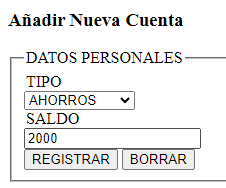 Añadir Nueva Cuenta
DATOS PERSONALES
TIPO
AHORROS
SALDO
2000
REGISTRAR BORRAR